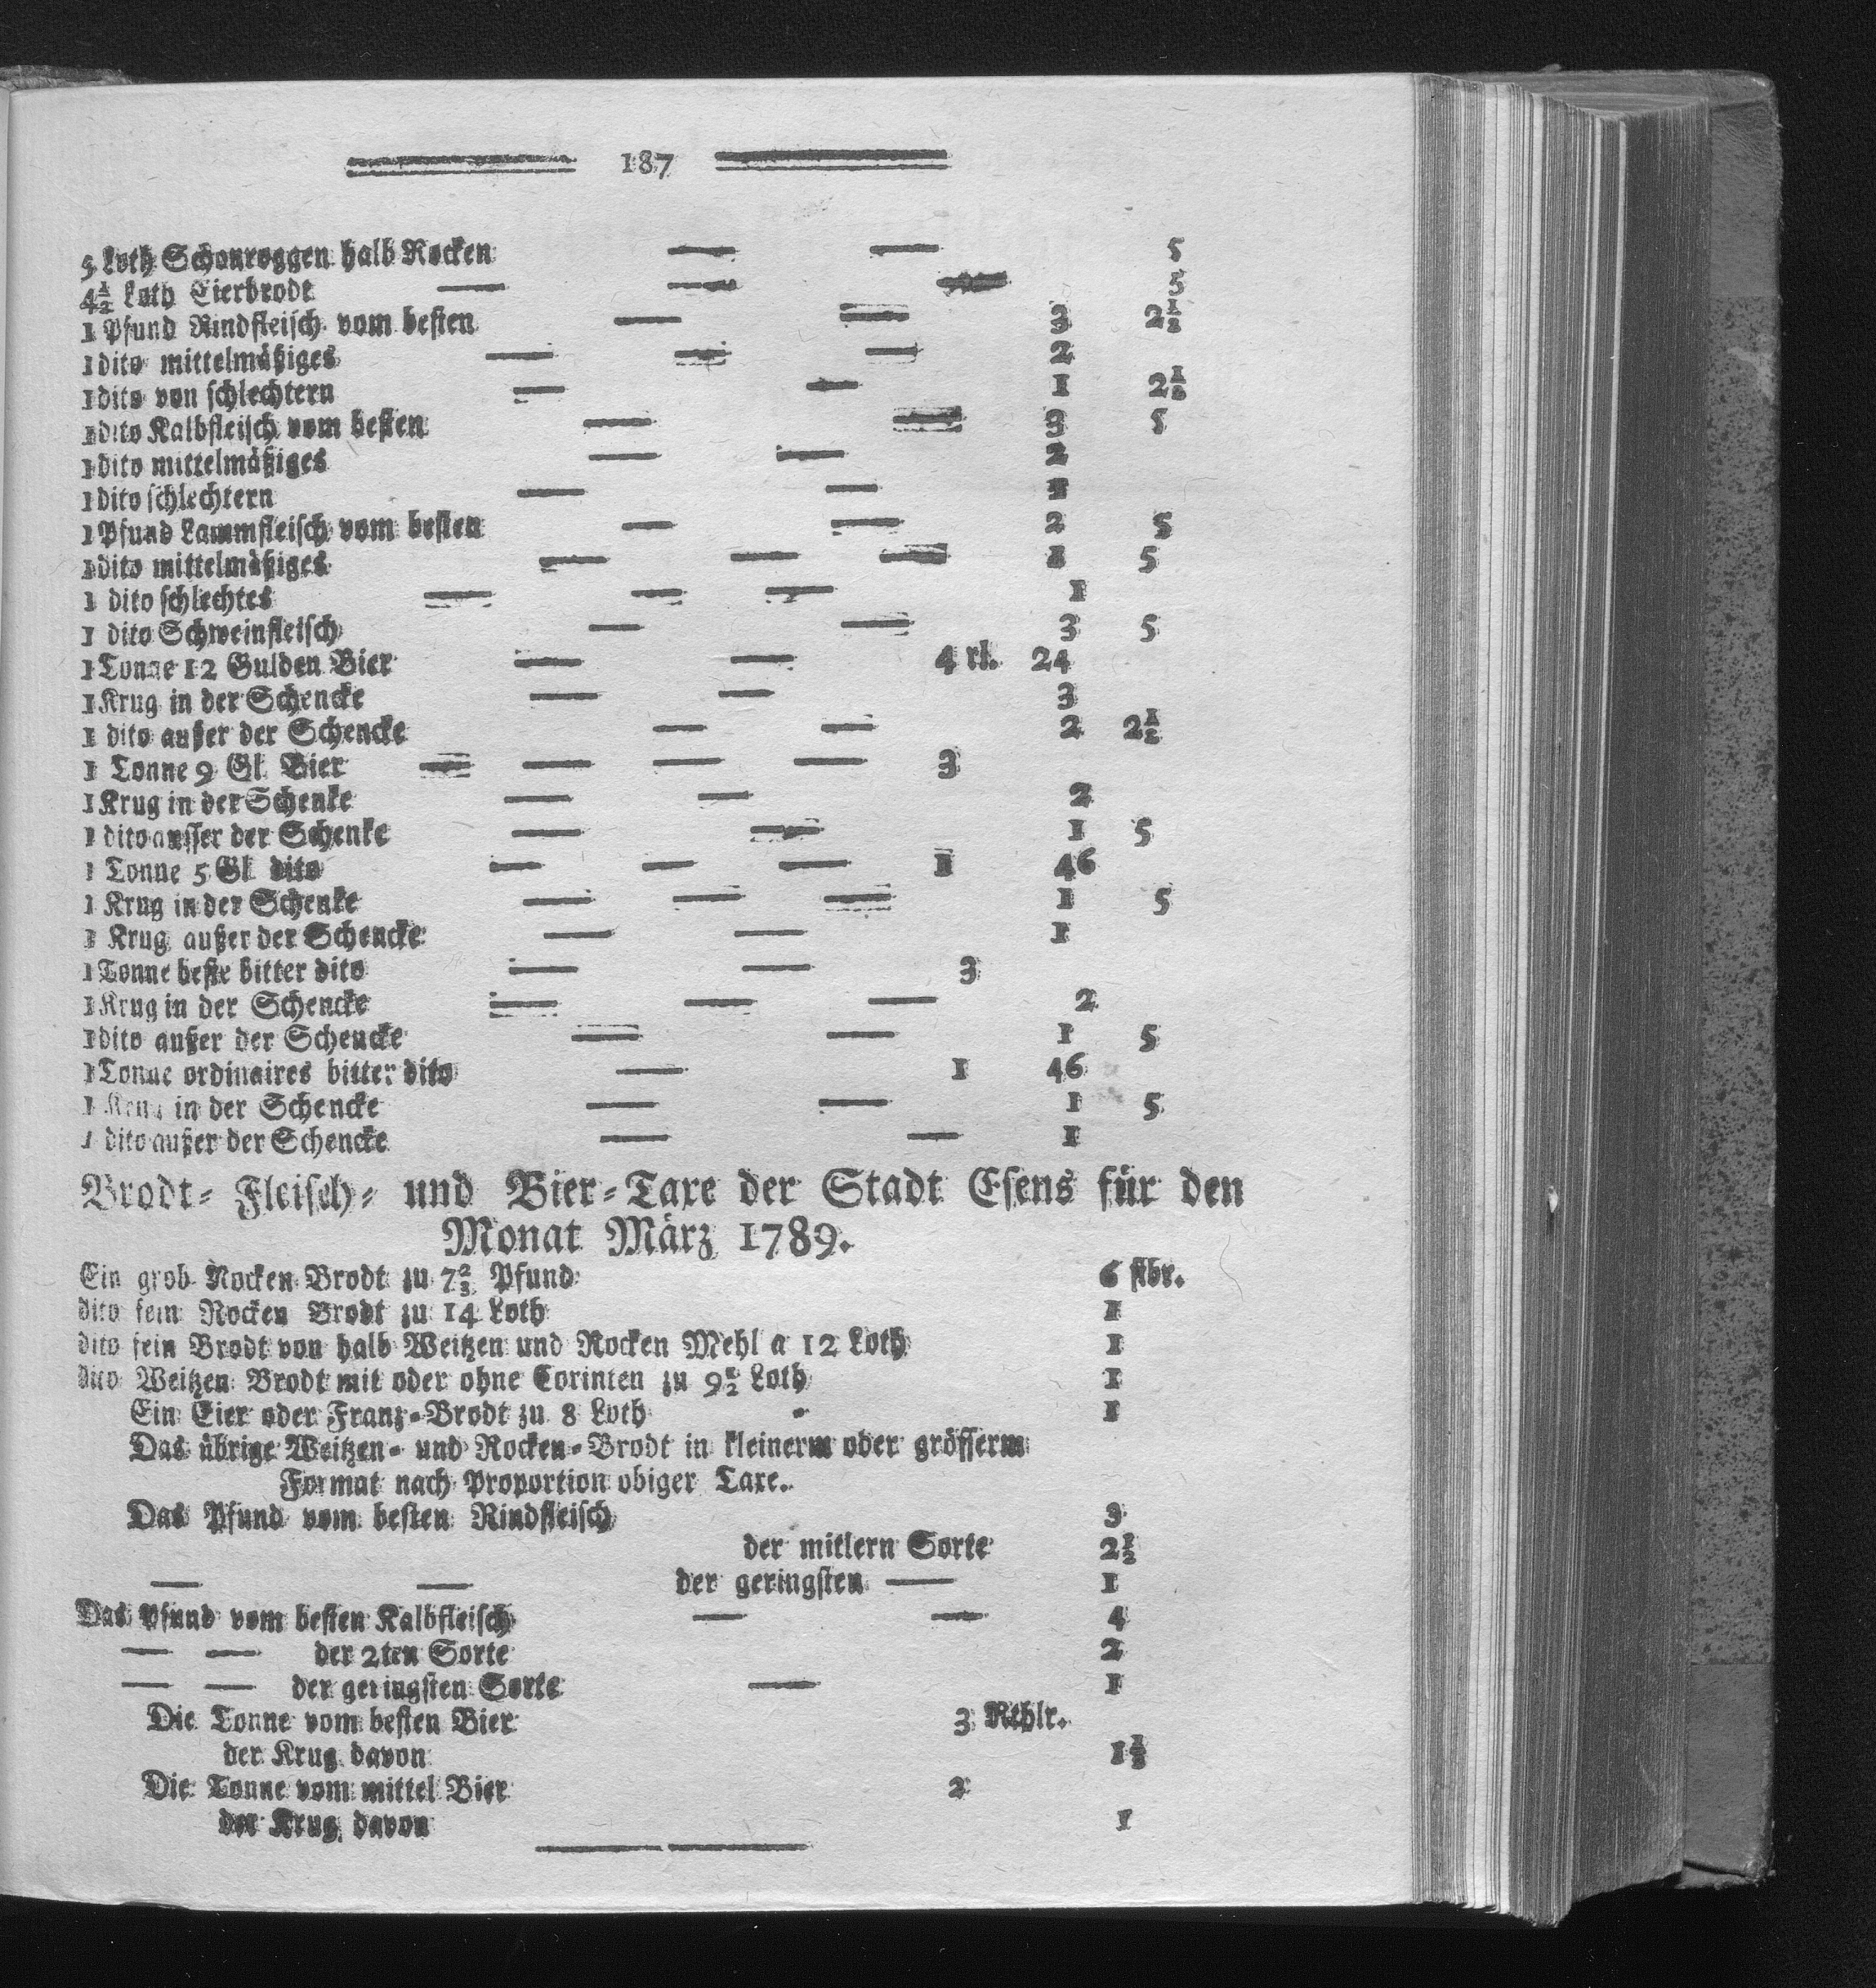 187
5 Loth Schonroggen halb Rocken — — 5
4½ Loth Eierbrodt — — — 5
1 Pfund Rindfleisch vom besten — — 3 2½
1 dito mittelmäßiges — — — 2
1 dito von schlechtern — — 1 2½
1 dito Kalbfleisch vom besten — — 3 5
1 dito mittelmäßiges — — 2
1 dito schlechtern — — 1
1 Pfund Lammfleisch vom besten — — 2 5
1 dito mittelmäßiges — — — 1 5
1 dito schlechtes — — — 1
1 dito Schweinfleisch — — 3 5
1 Tonne 12 Gulden Bier — — 4 rl. 24
1 Krug in der Schencke — — 3
1 dito außer der Schencke — — 2 2½
1 Tonne 9 Gl. Bier — — — — 3
1 Krug in der Schenke — — 2
1 dito ausser der Schenke — — 1 5
1 Tonne 5 Gl dito — — — 1 46
1 Krug in der Schenke — — — 1 5
1 Krug außer der Schencke — — 1
1 Tonne beste bitter dito — — 3
1 Krug in der Schencke — — — 2
1 dito außer der Schencke — — 1 5
1 Tonne ordinaires bitter dito — 1 46
1 Krug in der Schencke — — 1 5
1 dito außer der Schencke — — 1
Brodt- Fleisch- und Bier-Taxe der Stadt Esens für den
Monat März 1789.
Ein grob Rocken Brodt zu 7⅔ Pfund 6 stbr.
dito fein Rocken Brodt zu 14 Loth 1
dito fein Brodt von halb Weitzen und Rocken Mehl a 12 Loth 1
dito Weitzen Brodt mit oder ohne Corinten zu 9½ Loth 1
Ein Eier oder Franz-Brodt zu 8 Loth 1
Das übrige Weitzen- und Rocken-Brodt in kleinerm oder grösserm
Format nach Proportion obiger Taxe.
Das Pfund vom besten Rindfleisch 3
der mitlern Sorte 2½
— — der geringsten — 1
Das Pfund vom besten Kalbfleisch — — 4
— — der 2ten Sorte 2
— — der geringsten Sorte — 1
Die Tonne vom besten Bier 3 Rthlr.
der Krug davon 1½
Die Tonne vom mittel Bier 2
der Krug davon 1